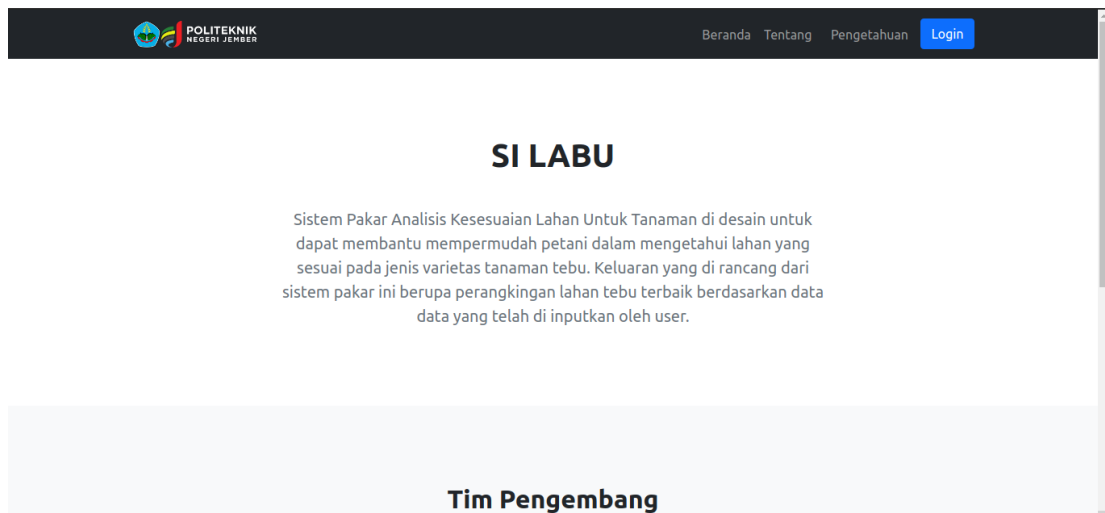 POLITEKNIK
NEGERI JEMBER
Beranda Tentang Pengetahuan Login
SI LABU
Sistem Pakar Analisis Kesesuaian Lahan Untuk Tanaman di desain untuk
dapat membantu mempermudah petani dalam mengetahui lahan yang
sesuai pada jenis varietas tanaman tebu. Keluaran yang di rancang dari
sistem pakar ini berupa perangkingan lahan tebu terbaik berdasarkan data
data yang telah di inputkan oleh user.
Tim Pengembang